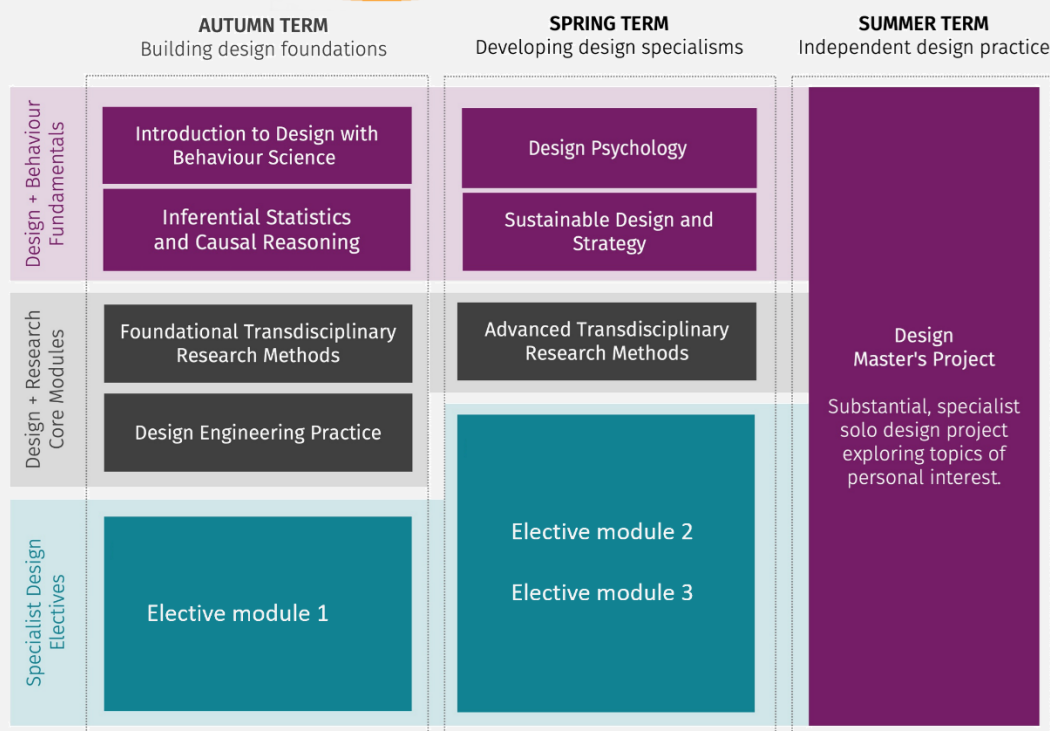 AUTUMN TERM
Building design foundations
SPRING TERM
Developing design specialisms
SUMMER TERM
Independent design practice
Design + Behaviour
Fundamentals
Introduction to Design with
Behaviour Science
Inferential Statistics
and Causal Reasoning
Design Psychology
Sustainable Design and
Strategy
Design + Research
Core Modules
Foundational Transdisciplinary
Research Methods
Design Engineering Practice
Advanced Transdisciplinary
Research Methods
Specialist Design
Electives
Elective module 1
Elective module 2
Elective module 3
Design
Master's Project
Substantial, specialist
solo design project
exploring topics of
personal interest.